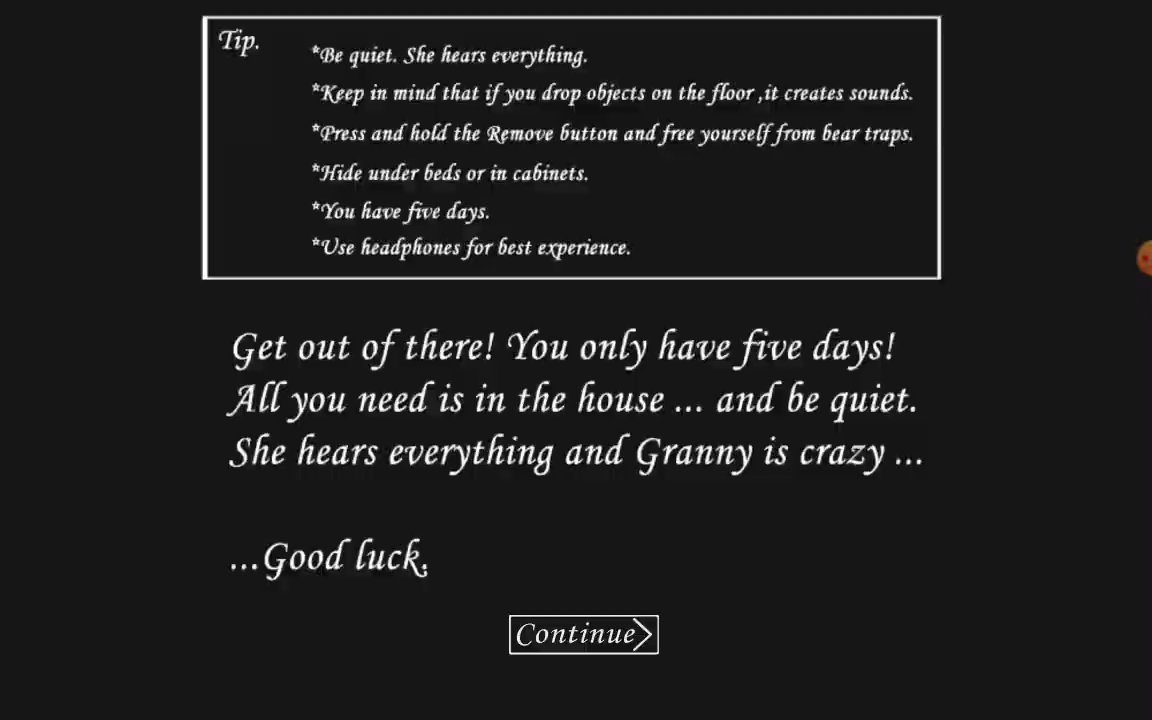 Tip.
*Be quiet. She hears everything.
*Keep in mind that if you drop objects on the floor ,it creates sounds.
*Press and hold the Remove button and free yourself from bear traps.
*Hide under beds or in cabinets.
*You have five days.
*Use headphones for best experience.
Get out of there! You only have five days!
All you need is in the house ... and be quiet.
She hears everything and Granny is crazy ...
...Good luck.
Continue>